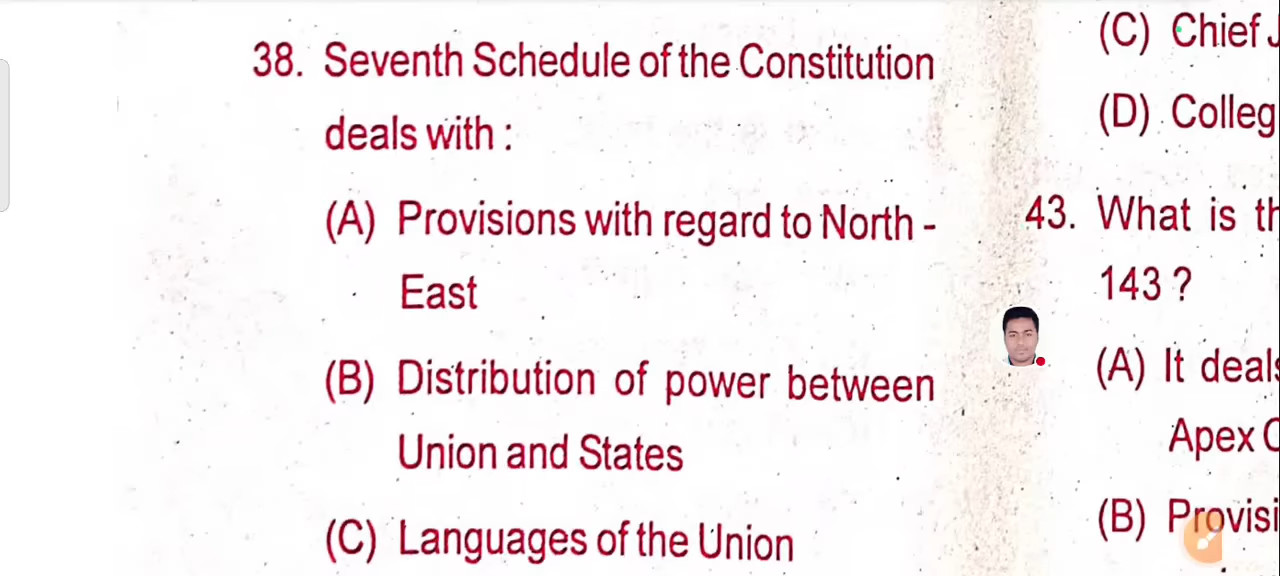 38. Seventh Schedule of the Constitution
deals with :
(A) Provisions with regard to North -
East
(B) Distribution of power between
Union and States
(C) Languages of the Union
(C) Chief
(D) Colleg
43. What is th
143 ?
(A) It deals
Apex C
(B) Provisi